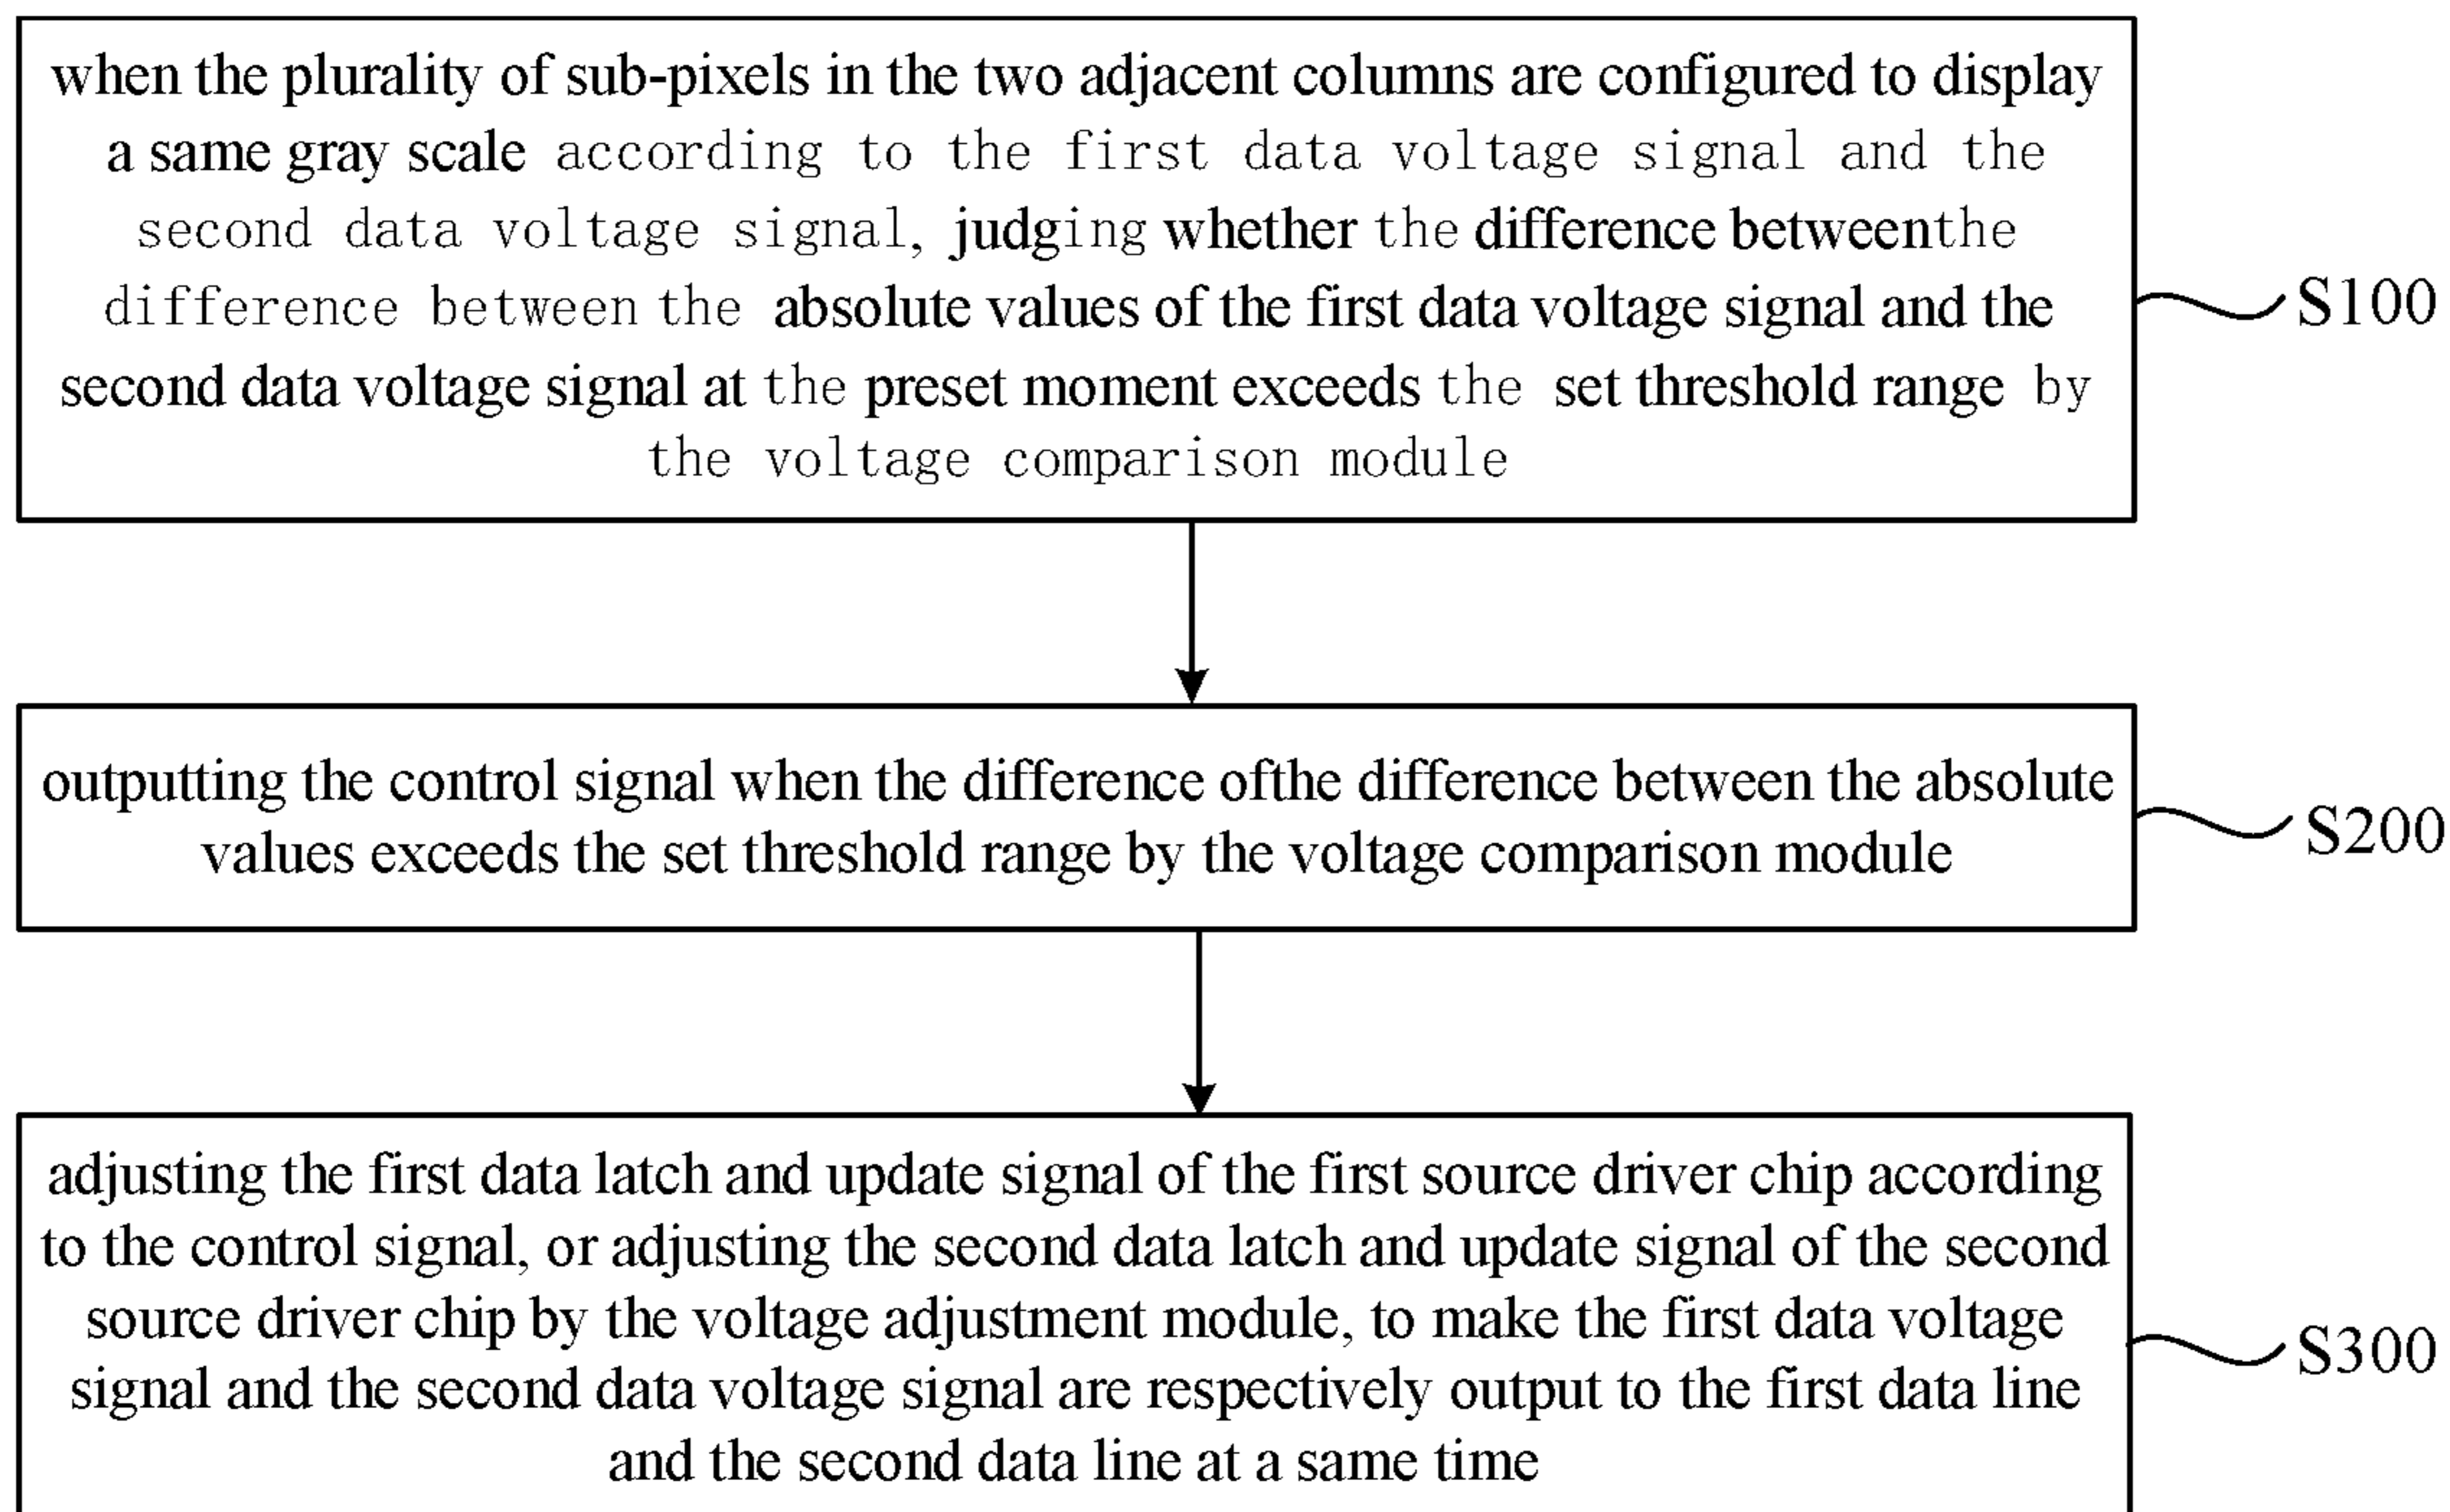 when the plurality of sub-pixels in the two adjacent columns are configured to display
a same gray scale according to the first data voltage signal and the
second data voltage signal, judging whether the difference betweenthe
difference between the absolute values of the first data voltage signal and the
second data voltage signal at the preset moment exceeds the set threshold range by
the voltage comparison module
S100
outputting the control signal when the difference ofthe difference between the absolute
values exceeds the set threshold range by the voltage comparison module
S200
adjusting the first data latch and update signal of the first source driver chip according
to the control signal, or adjusting the second data latch and update signal of the second
source driver chip by the voltage adjustment module, to make the first data voltage
signal and the second data voltage signal are respectively output to the first data line
and the second data line at a same time
S300